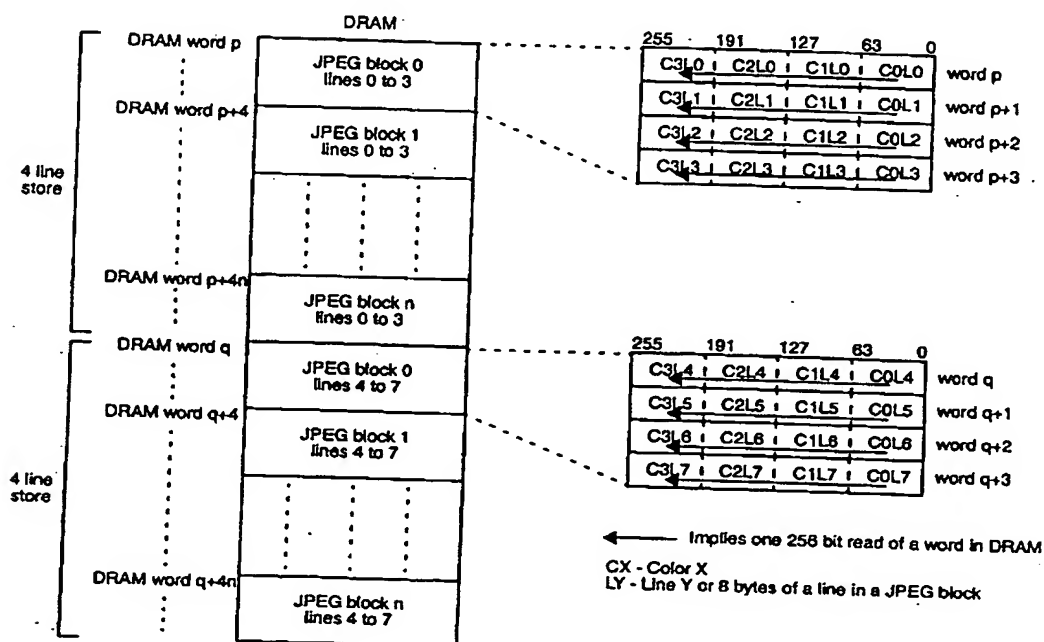 DRAM
DRAM word p
JPEG block 0
lines 0 to 3
DRAM word p+4
JPEG block 1
lines 0 to 3
4 line
store
DRAM word p+4n
JPEG block n
lines 0 to 3
DRAM word q
JPEG block 0
lines 4 to 7
DRAM word q+4
JPEG block 1
lines 4 to 7
4 line
store
DRAM word q+4n
JPEG block n
lines 4 to 7
255 191 127 63 0
C3L0 C2L0 C1L0 C0L0 word p
C3L1 C2L1 C1L1 C0L1 word p+1
C3L2 C2L2 C1L2 C0L2 word p+2
C3L3 C2L3 C1L3 C0L3 word p+3
255 191 127 63 0
C3L4 C2L4 C1L4 C0L4 word q
C3L5 C2L5 C1L5 C0L5 word q+1
C3L6 C2L6 C1L6 C0L6 word q+2
C3L7 C2L7 C1L7 C0L7 word q+3
Implies one 256 bit read of a word in DRAM
CX - Color X
LY - Line Y or 8 bytes of a line in a JPEG block